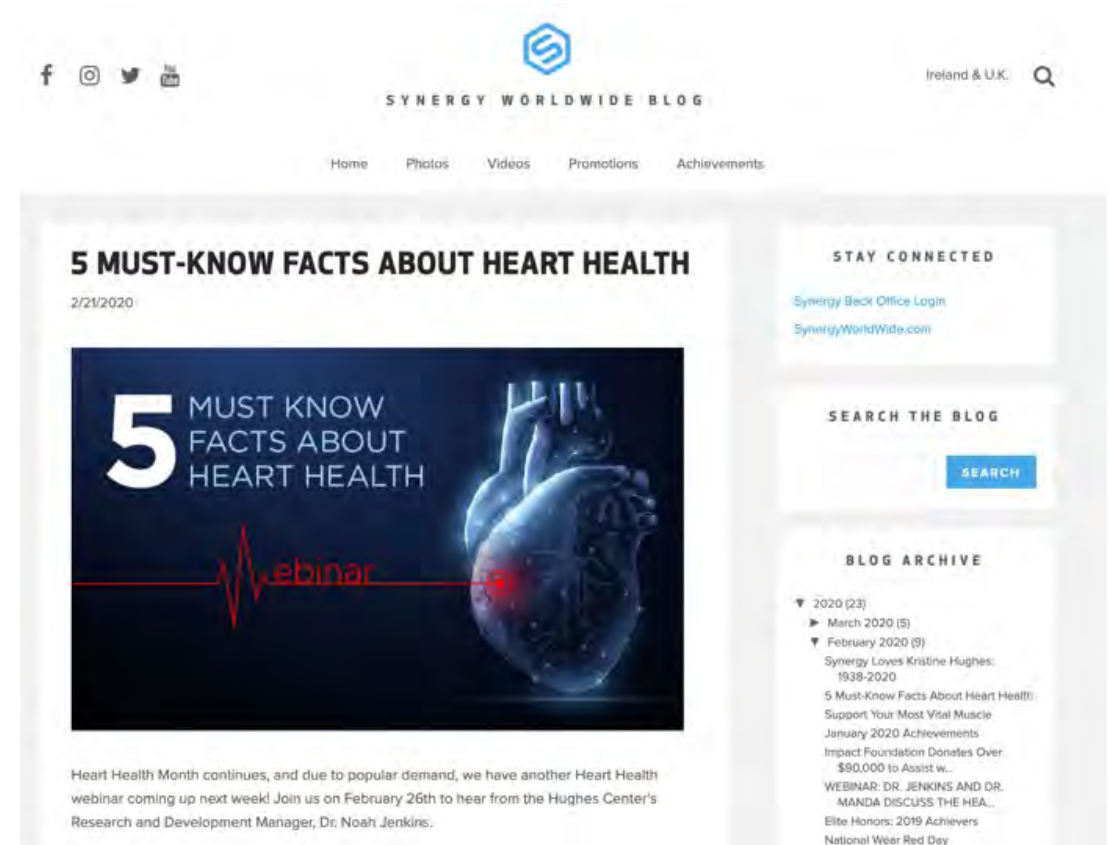 f
You
Tube
Ireland & U.K.
SYNERGY WORLDWIDE BLOG
Home Photos Videos Promotions Achievements
5 MUST-KNOW FACTS ABOUT HEART HEALTH
2/21/2020
5 MUST KNOW
FACTS ABOUT
HEART HEALTH
ebinar
Heart Health Month continues, and due to popular demand, we have another Heart Health
webinar coming up next week! Join us on February 26th to hear from the Hughes Center's
Research and Development Manager, Dr. Noah Jenkins.
STAY CONNECTED
Synergy Back Office Login
SynergyWorldWide.com
SEARCH THE BLOG
SEARCH
BLOG ARCHIVE
▼ 2020 (23)
► March 2020 (5)
▼ February 2020 (9)
Synergy Loves Kristine Hughes:
1938-2020
5 Must-Know Facts About Heart Health
Support Your Most Vital Muscle
January 2020 Achievements
Impact Foundation Donates Over
$90,000 to Assist w...
WEBINAR: DR. JENKINS AND DR.
MANDA DISCUSS THE HEA...
Elite Honors: 2019 Achievers
National Wear Red Day